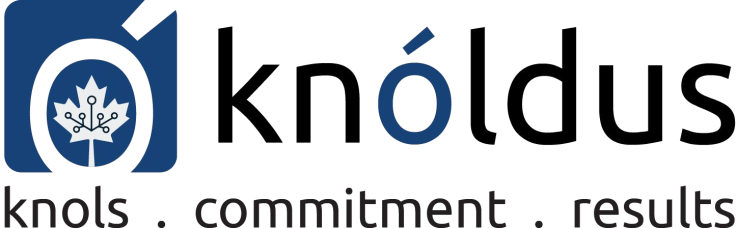 knóldus
knols . commitment . results